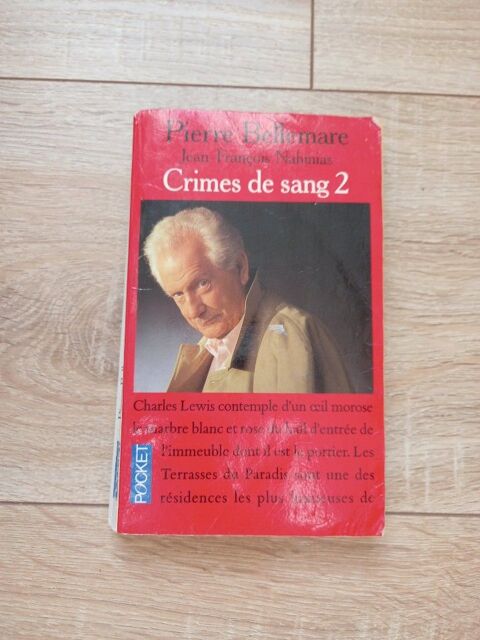 Pierre Bellemare
Jean-François Nahmias
Crimes de sang 2
Charles Lewis contemple d'un œil morose
le marbre blanc et rose du hall d'entrée de
l'immeuble dont il est le portier. Les
Terrasses du Paradis sont une des
résidences les plus luxueuses de
POCKET